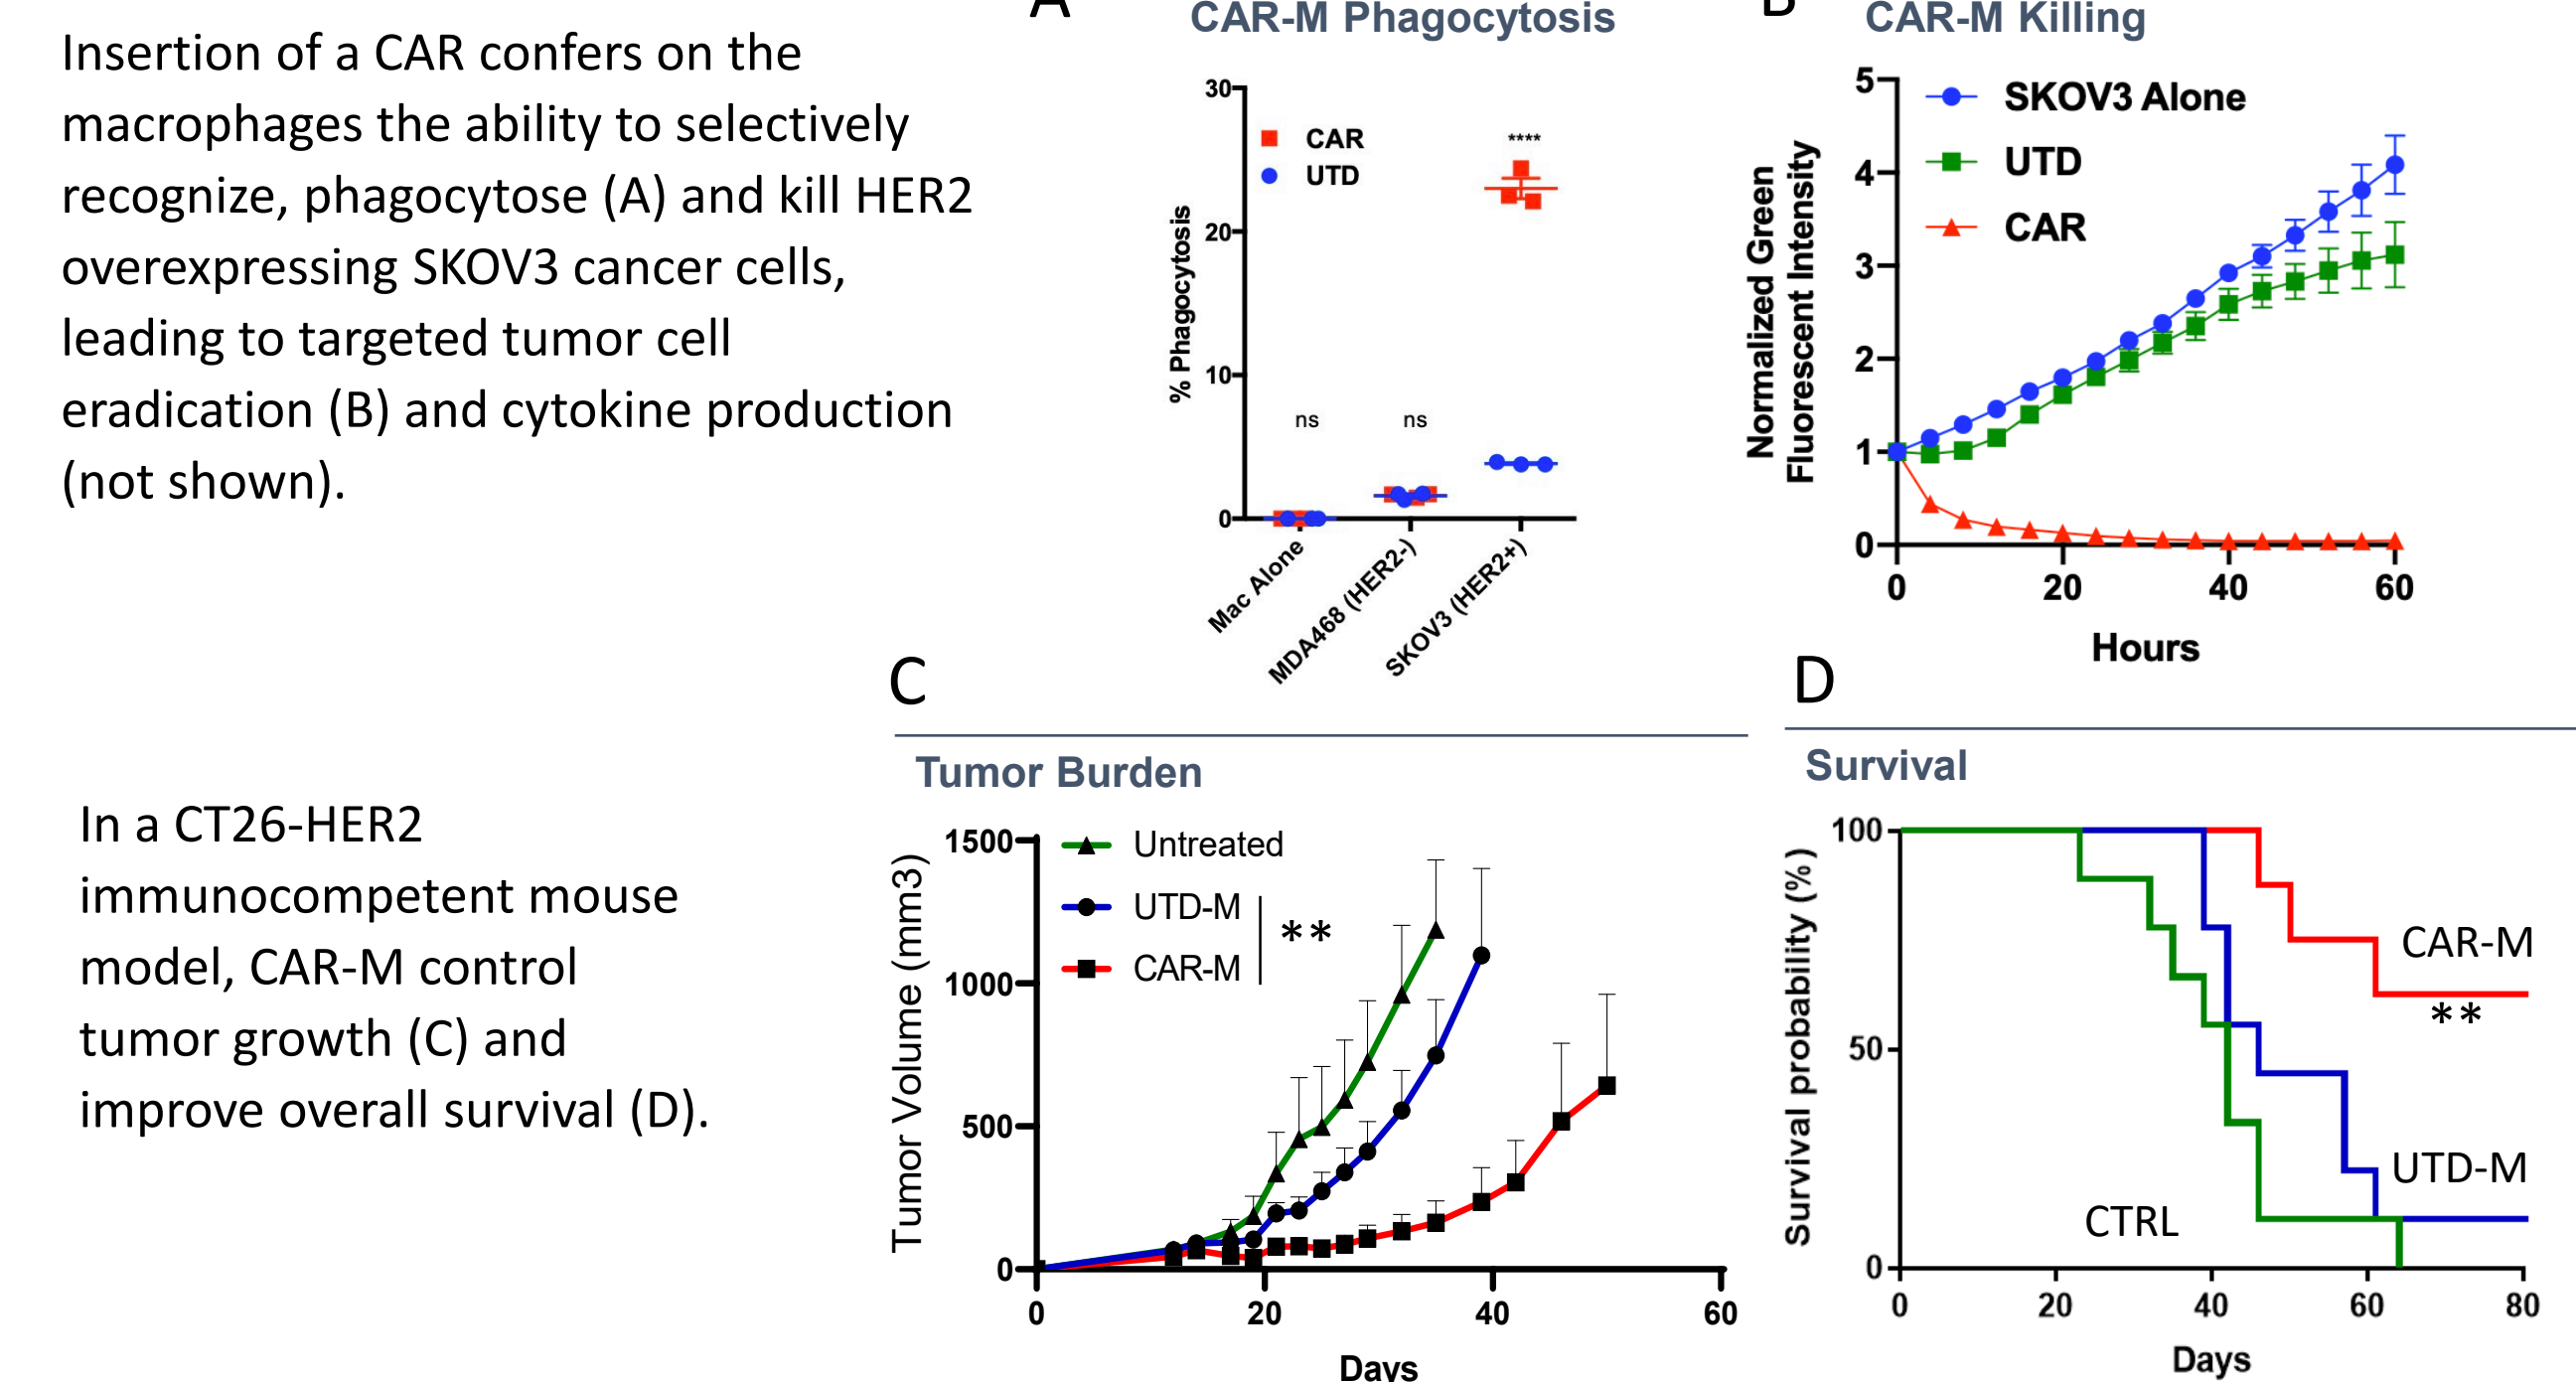 Insertion of a CAR confers on the
macrophages the ability to selectively
recognize, phagocytose (A) and kill HER2
overexpressing SKOV3 cancer cells,
leading to targeted tumor cell
eradication (B) and cytokine production
(not shown).
A
CAR-M Phagocytosis
30
20
10
0
% Phagocytosis
CAR
UTD
ns
ns
****
Mac Alone
MDA468 (HER2-)
SKOV3 (HER2+)
B
CAR-M Killing
5
4
3
2
1
0
Normalized Green
Fluorescent Intensity
SKOV3 Alone
UTD
CAR
0
20
40
60
Hours
In a CT26-HER2
immunocompetent mouse
model, CAR-M control
tumor growth (C) and
improve overall survival (D).
C
Tumor Burden
1500
1000
500
0
Tumor Volume (mm3)
Untreated
UTD-M
CAR-M
**
0
20
40
60
Days
D
Survival
100
50
0
Survival probability (%)
CAR-M
**
UTD-M
CTRL
0
20
40
60
80
Days